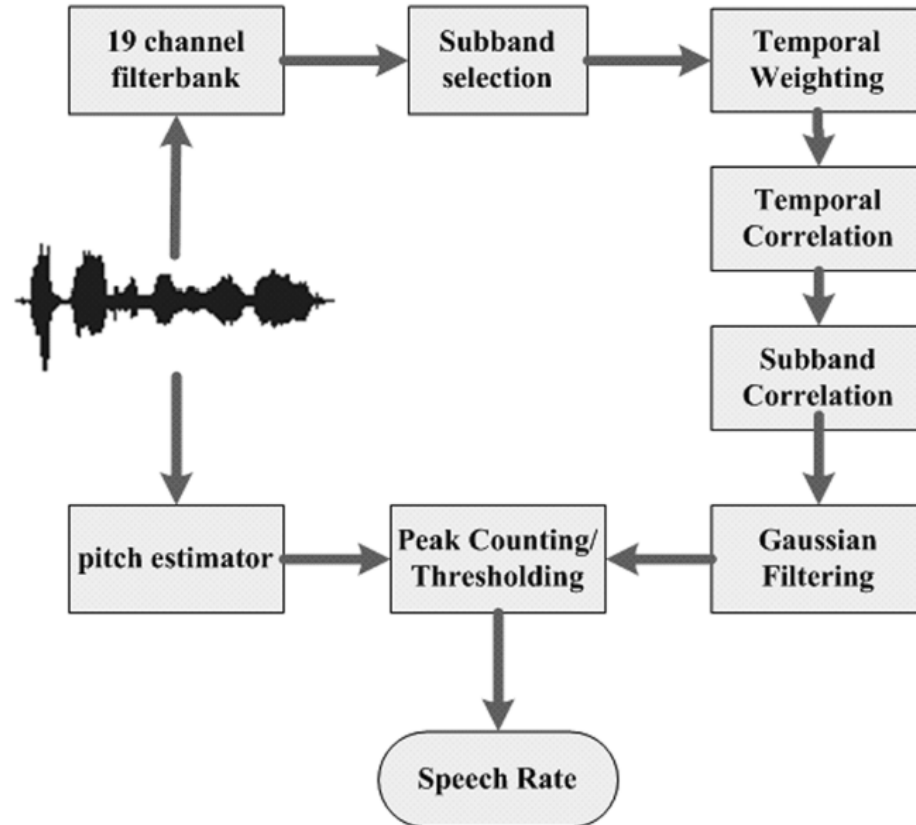 19 channel
filterbank
Subband
selection
Temporal
Weighting
Temporal
Correlation
Subband
Correlation
pitch estimator
Peak Counting/
Thresholding
Gaussian
Filtering
Speech Rate